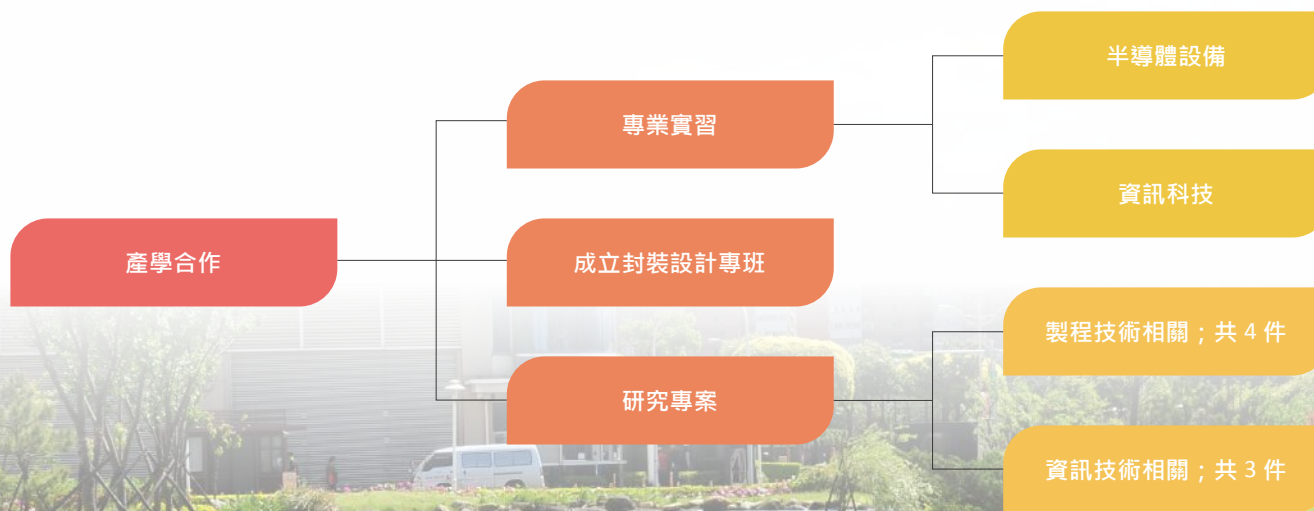 產學合作
專業實習
半導體設備
資訊科技
成立封裝設計專班
研究專案
製程技術相關；共 4 件
資訊技術相關；共 3 件